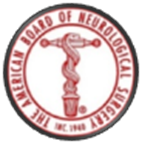 THE AMERICAN BOARD OF NEUROLOGICAL SURGERY
INC. 1940
®